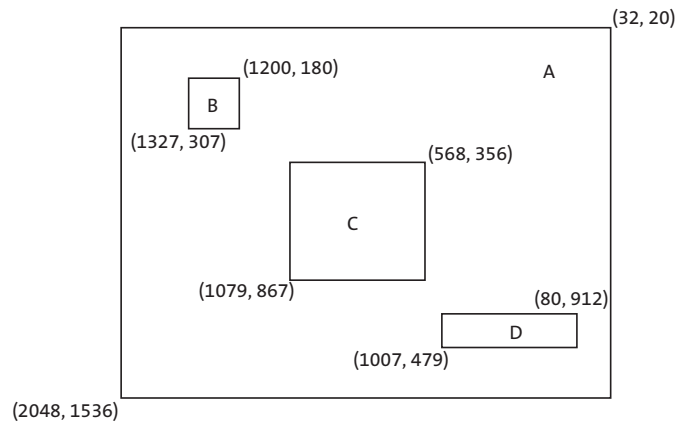 (32, 20)
A
(1200, 180)
B
(1327, 307)
(568, 356)
C
(1079, 867)
(80, 912)
D
(1007, 479)
(2048, 1536)